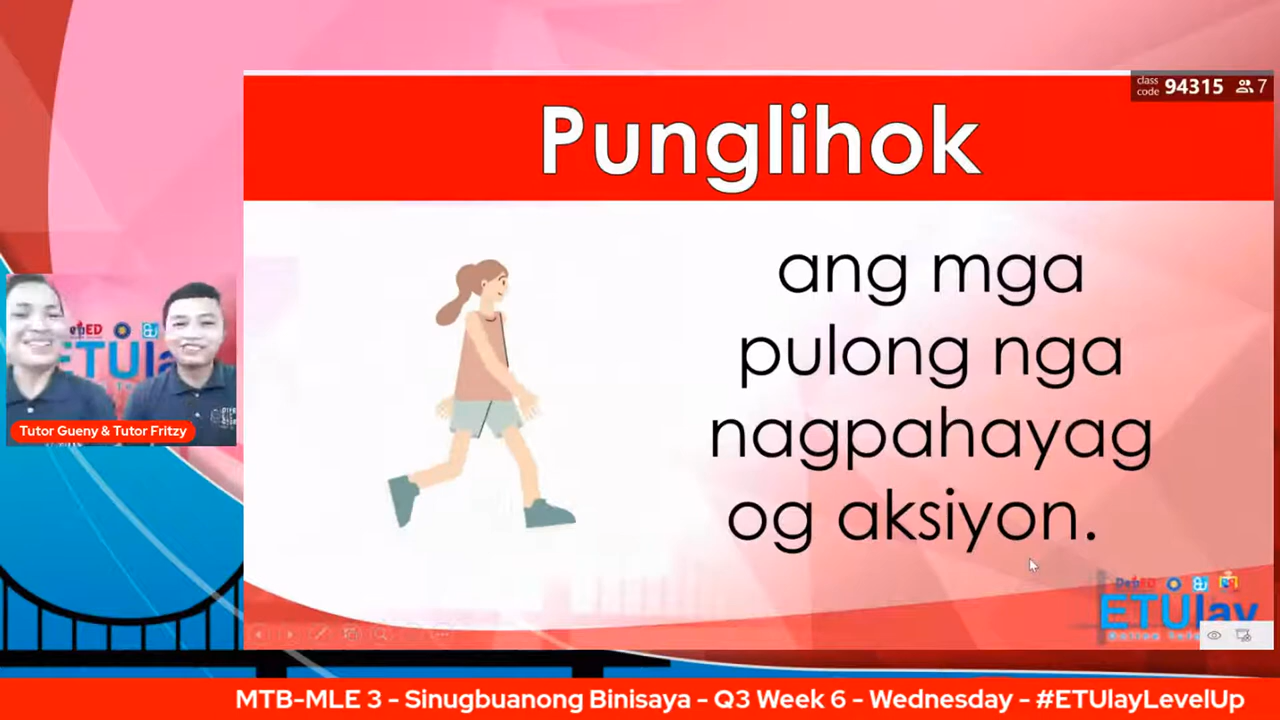 class
code 94315 7
Punglihok
ang mga
pulong nga
nagpahayag
og aksiyon.
Tutor Gueny & Tutor Fritzy
DepED
ETUlay
MTB-MLE 3 - Sinugbuanong Binisaya - Q3 Week 6 - Wednesday - #ETUlayLevelUp